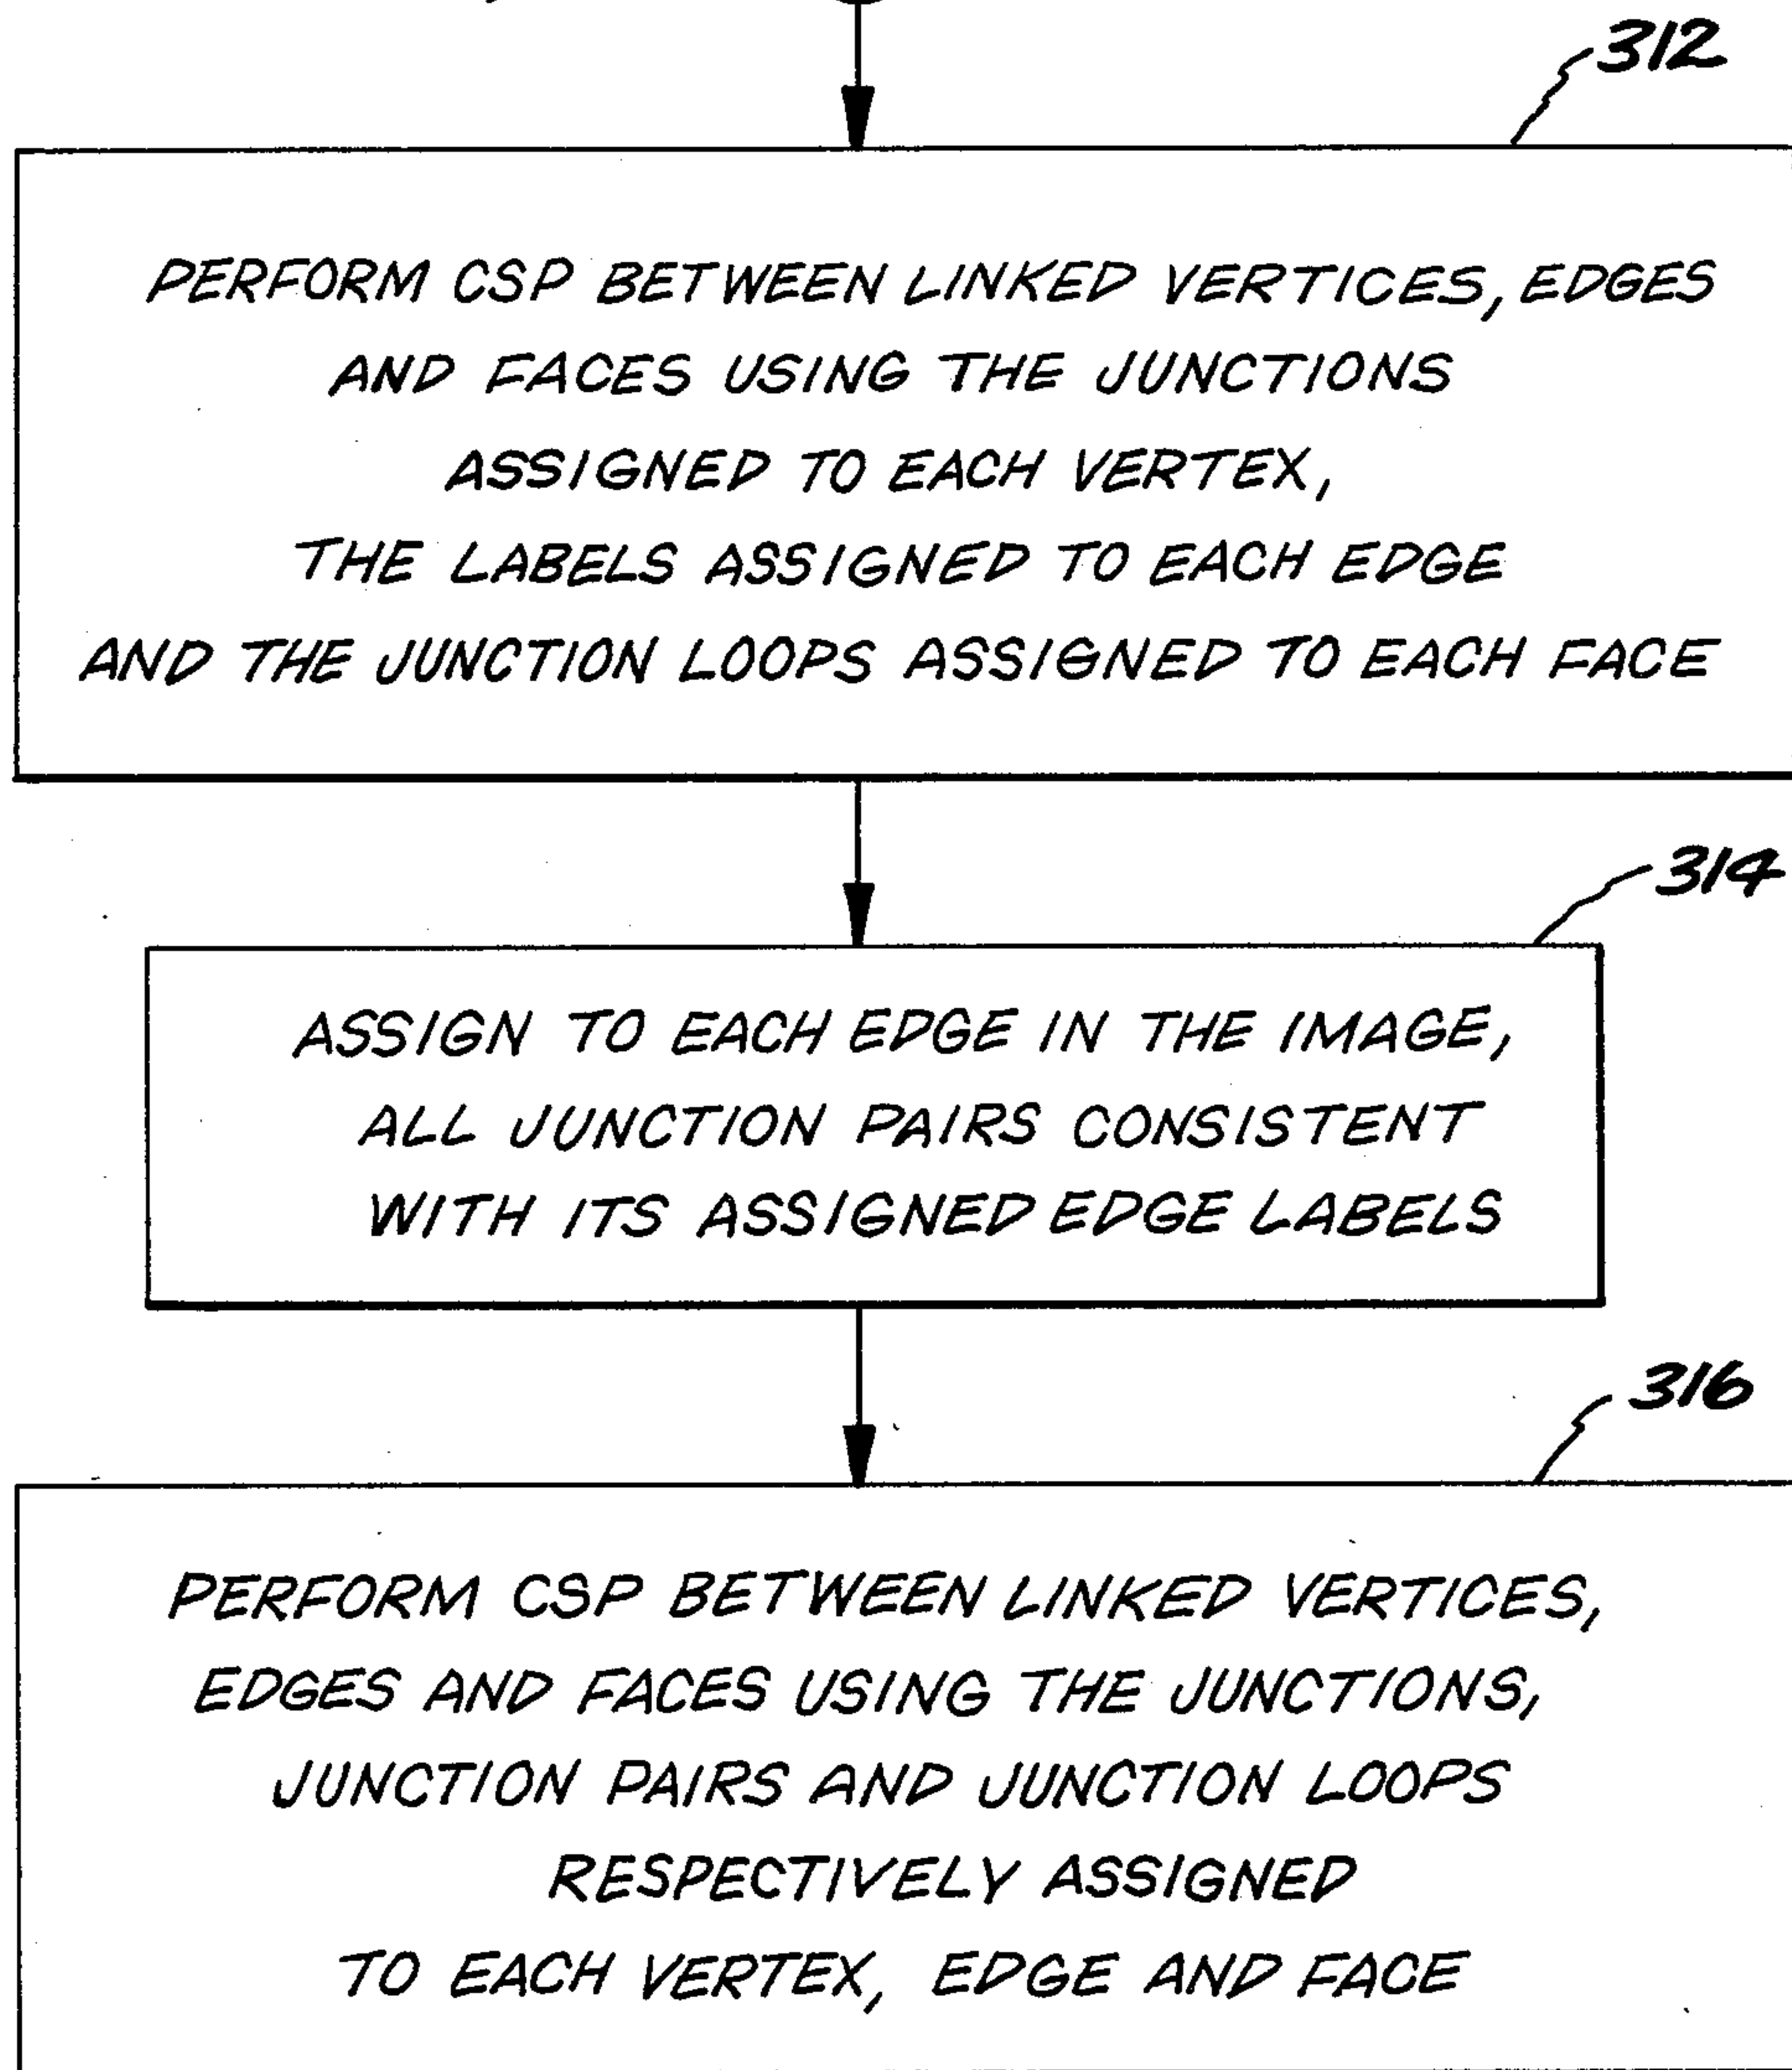 312
PERFORM CSP BETWEEN LINKED VERTICES, EDGES
AND FACES USING THE JUNCTIONS
ASSIGNED TO EACH VERTEX,
THE LABELS ASSIGNED TO EACH EDGE
AND THE JUNCTION LOOPS ASSIGNED TO EACH FACE
314
ASSIGN TO EACH EDGE IN THE IMAGE,
ALL JUNCTION PAIRS CONSISTENT
WITH ITS ASSIGNED EDGE LABELS
316
PERFORM CSP BETWEEN LINKED VERTICES,
EDGES AND FACES USING THE JUNCTIONS,
JUNCTION PAIRS AND JUNCTION LOOPS
RESPECTIVELY ASSIGNED
TO EACH VERTEX, EDGE AND FACE